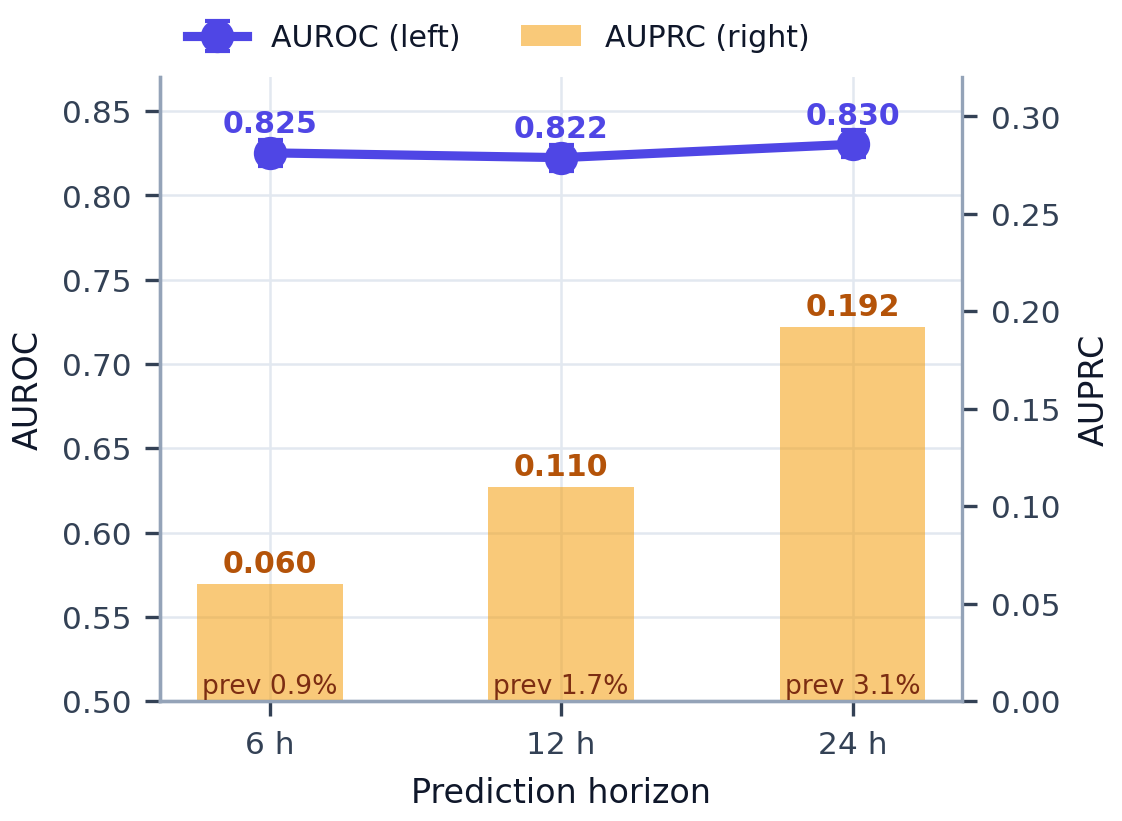 AUROC (left)
AUPRC (right)
0.85
0.80
0.75
0.70
0.65
0.60
0.55
0.50
AUROC
0.825
0.822
0.830
0.060
0.110
0.192
prev 0.9%
prev 1.7%
prev 3.1%
0.30
0.25
0.20
0.15
0.10
0.05
0.00
AUPRC
6 h
12 h
24 h
Prediction horizon